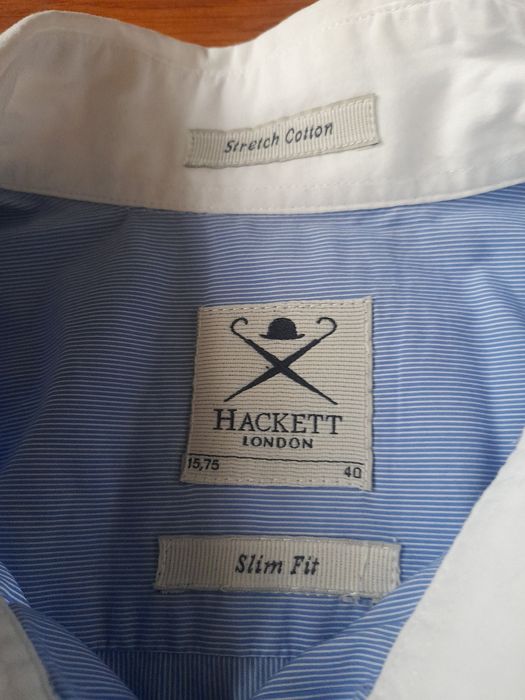 Stretch Cotton
HACKETT
LONDON
15,75 40
Slim Fit